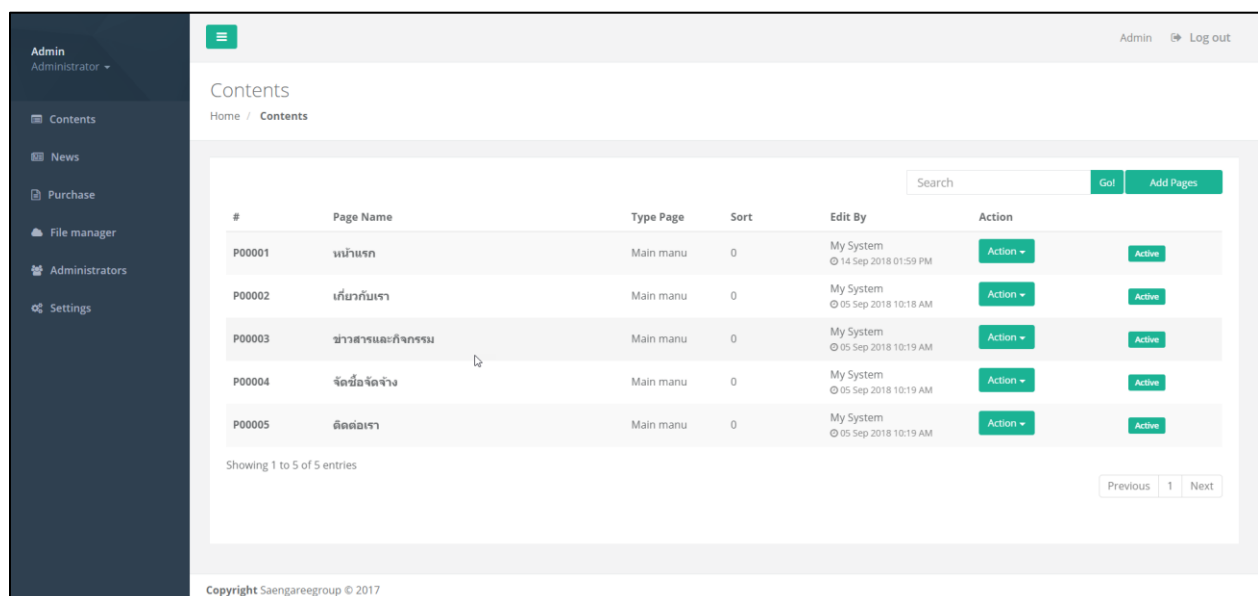 Admin
Administrator
Contents
News
Purchase
File manager
Administrators
Settings
Admin Log out
Contents
Home / Contents
Search Go! Add Pages
# Page Name Type Page Sort Edit By Action
P00001 หน้าแรก Main manu 0 My System Action Active
14 Sep 2018 01:59 PM
P00002 เกี่ยวกับเรา Main manu 0 My System Action Active
05 Sep 2018 10:18 AM
P00003 ข่าวสารและกิจกรรม Main manu 0 My System Action Active
05 Sep 2018 10:19 AM
P00004 จัดซื้อจัดจ้าง Main manu 0 My System Action Active
05 Sep 2018 10:19 AM
P00005 ติดต่อเรา Main manu 0 My System Action Active
05 Sep 2018 10:19 AM
Showing 1 to 5 of 5 entries
Previous 1 Next
Copyright Saengareegroup © 2017